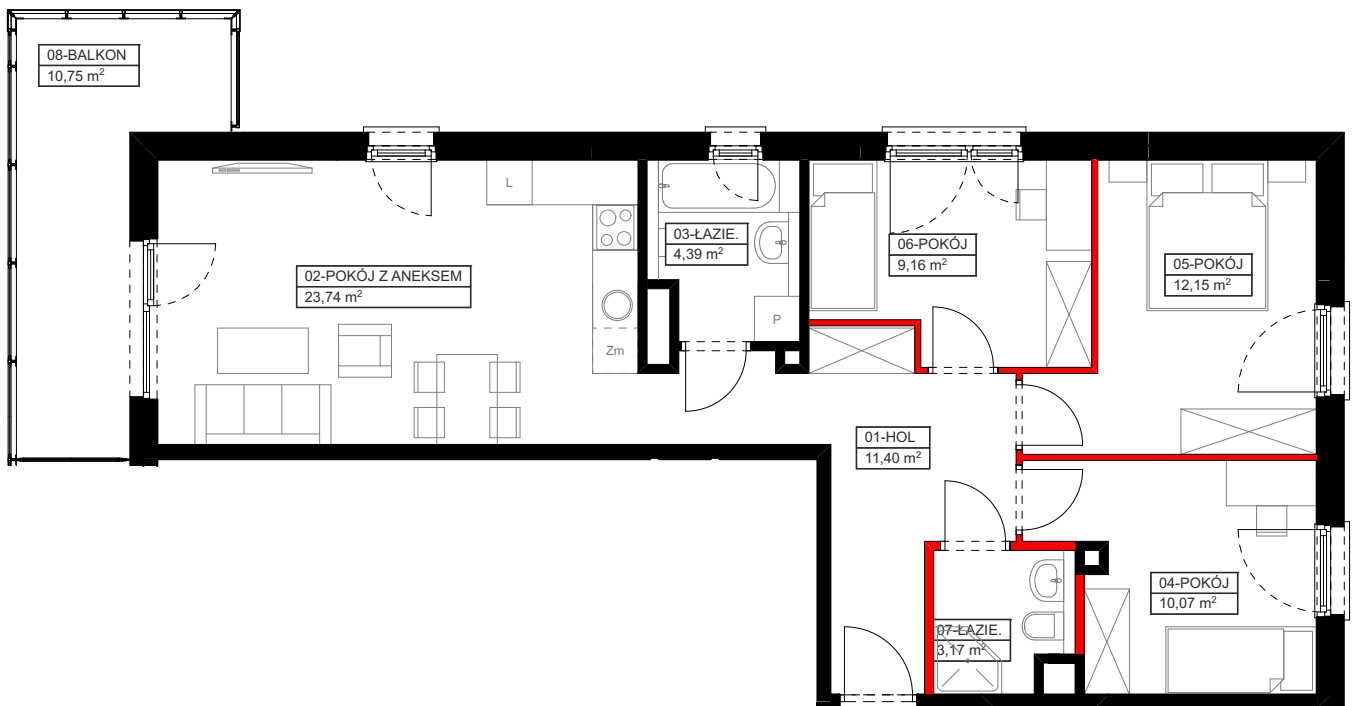 08-BALKON
10,75 m²
L
03-ŁAZIE.
4,39 m²
06-POKÓJ
9,16 m²
05-POKÓJ
12,15 m²
02-POKÓJ Z ANEKSEM
23,74 m²
P
Zm
01-HOL
11,40 m²
04-POKÓJ
10,07 m²
07-ŁAZIE.
3,17 m²